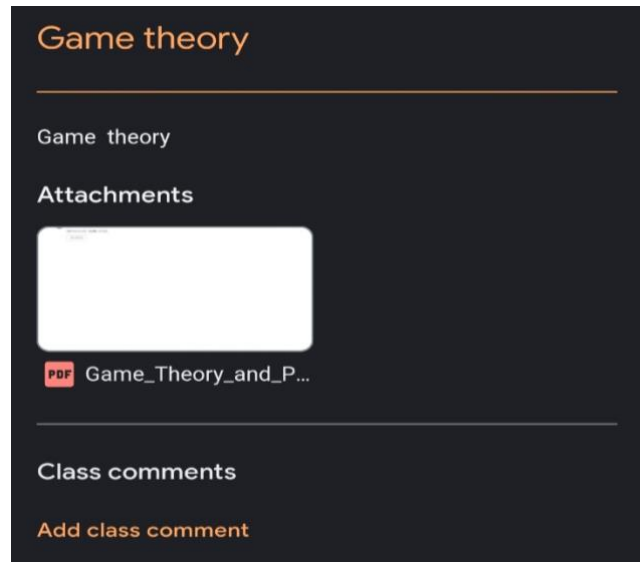 Game theory
Game theory
Attachments
PDF Game_Theory_and_P...
Class comments
Add class comment